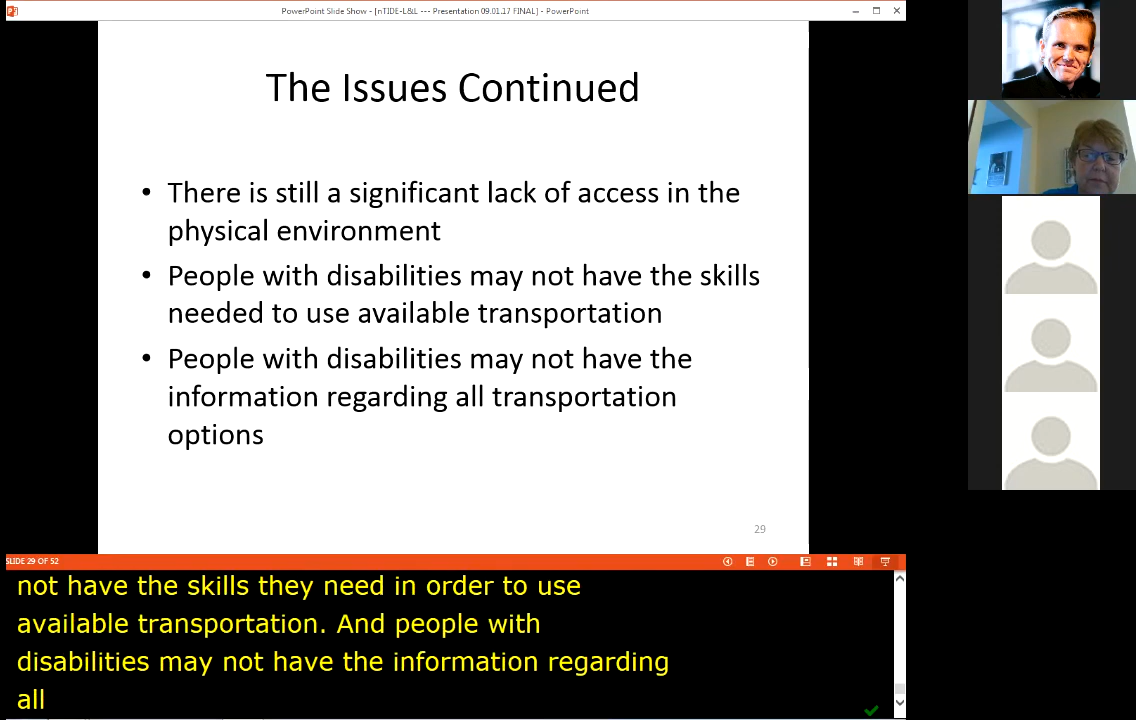 PowerPoint Slide Show - [nTIDE-L&L --- Presentation 09.01.17 FINAL] - PowerPoint
The Issues Continued
• There is still a significant lack of access in the
physical environment
• People with disabilities may not have the skills
needed to use available transportation
• People with disabilities may not have the
information regarding all transportation
options
29
SLIDE 29 OF 52
not have the skills they need in order to use
available transportation. And people with
disabilities may not have the information regarding
all